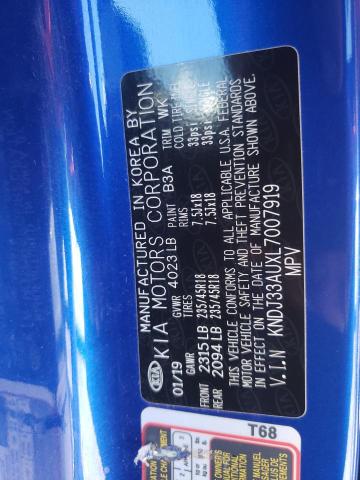 MANUFACTURED IN KOREA BY
KIA MOTORS CORPORATION
KIA
01/19 GVWR 4023 LB PAINT B3A TRIM WK
GAWR TIRES RIMS COLD TIRE
FRONT 2315 LB 235/45R18 7.5Jx18 33psi
REAR 2094 LB 235/45R18 7.5Jx18 33psi
THIS VEHICLE CONFORMS TO ALL APPLICABLE U.S.A. FEDERAL
MOTOR VEHICLE SAFETY AND THEFT PREVENTION STANDARDS
IN EFFECT ON THE DATE OF MANUFACTURE SHOWN ABOVE.
V.I.N KNDJ33AUXL7007919
MPV
T68